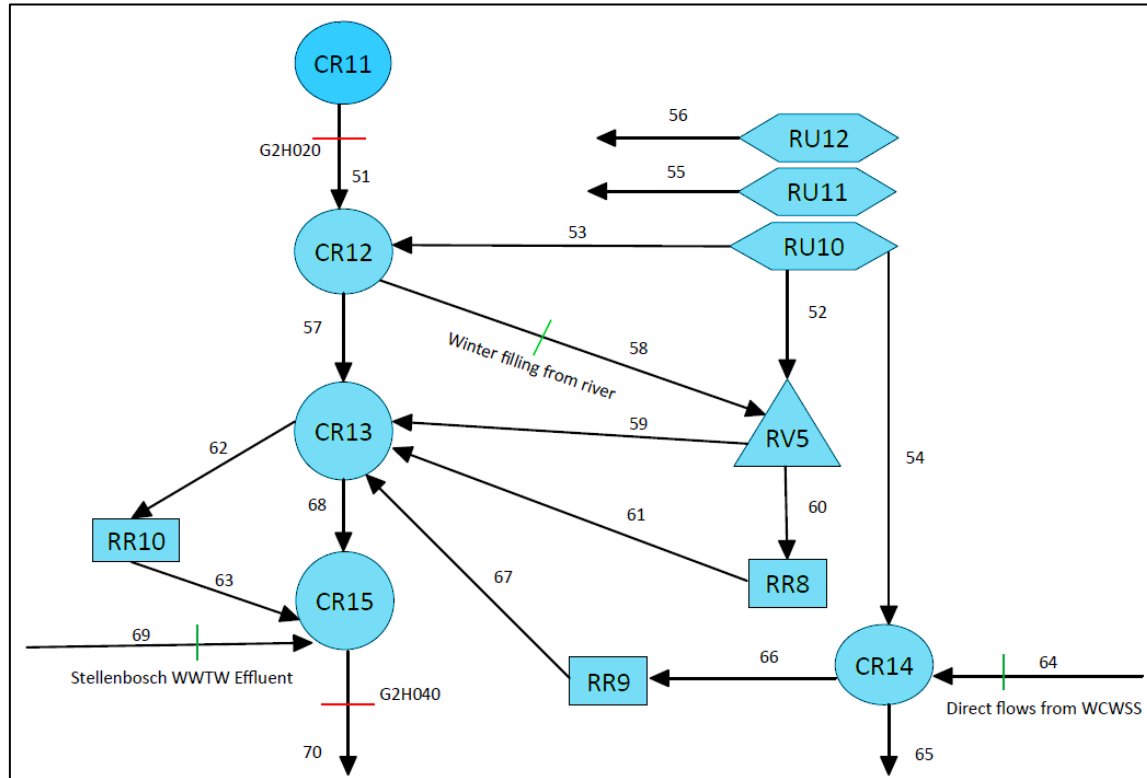 CR11
56
RU12
G2H020
51
55
RU11
53
RU10
CR12
52
57
Winter filling from river
58
CR13
59
RV5
54
62
68
61
60
RR10
67
RR8
63
CR15
69
66
CR14
64
Stellenbosch WWTW Effluent
G2H040
RR9
Direct flows from WCWSS
70
65